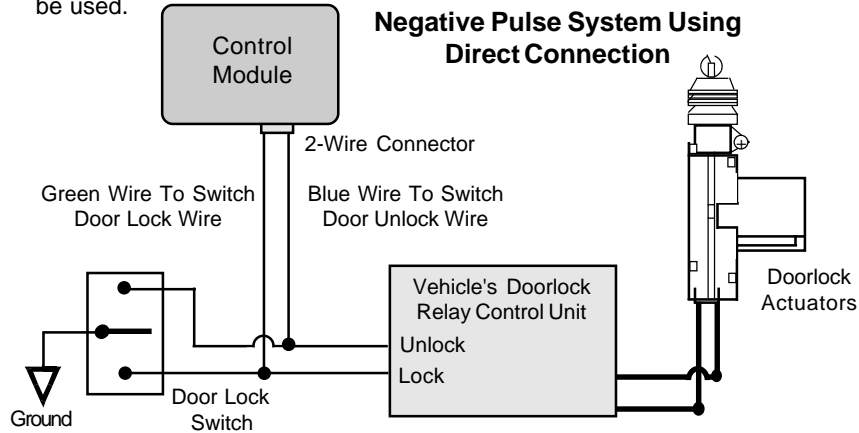 be used.
Negative Pulse System Using
Direct Connection
Control
Module
2-Wire Connector
Green Wire To Switch
Door Lock Wire
Blue Wire To Switch
Door Unlock Wire
Vehicle's Doorlock
Relay Control Unit
Unlock
Lock
Doorlock
Actuators
Door Lock
Switch
Ground